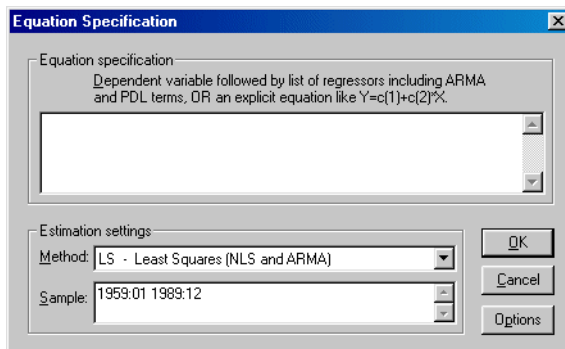 Equation Specification
Equation specification
Dependent variable followed by list of regressors including ARMA
and PDL terms, OR an explicit equation like Y=c(1)+c(2)*X.
Estimation settings
Method: LS - Least Squares (NLS and ARMA)
Sample: 1959:01 1989:12
OK
Cancel
Options